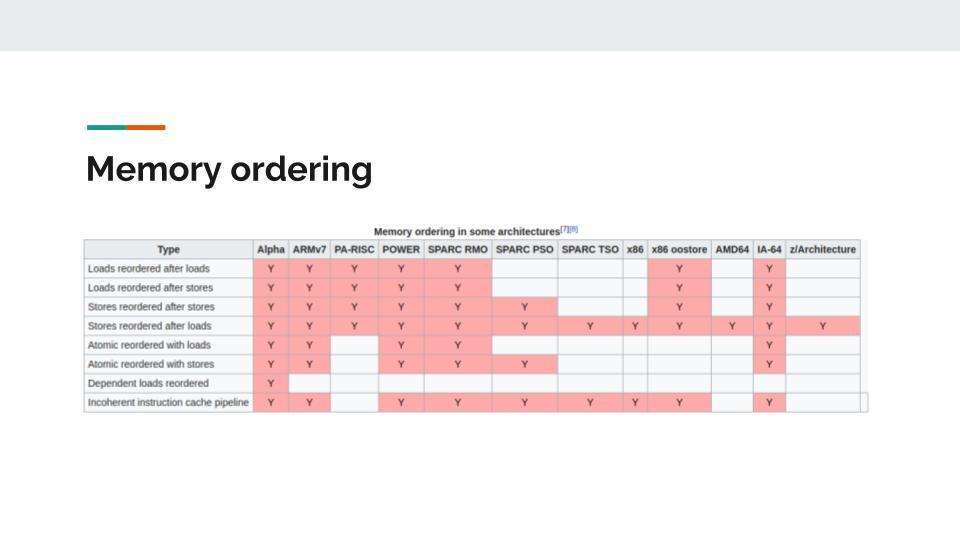 Memory ordering
Memory ordering in some architectures[7][8]
Type Alpha ARMv7 PA-RISC POWER SPARC RMO SPARC PSO SPARC TSO x86 x86 oostore AMD64 IA-64 z/Architecture
Loads reordered after loads Y Y Y Y Y Y Y
Loads reordered after stores Y Y Y Y Y Y Y
Stores reordered after stores Y Y Y Y Y Y Y Y
Stores reordered after loads Y Y Y Y Y Y Y Y Y Y Y Y
Atomic reordered with loads Y Y Y Y Y
Atomic reordered with stores Y Y Y Y Y Y
Dependent loads reordered Y
Incoherent instruction cache pipeline Y Y Y Y Y Y Y Y Y